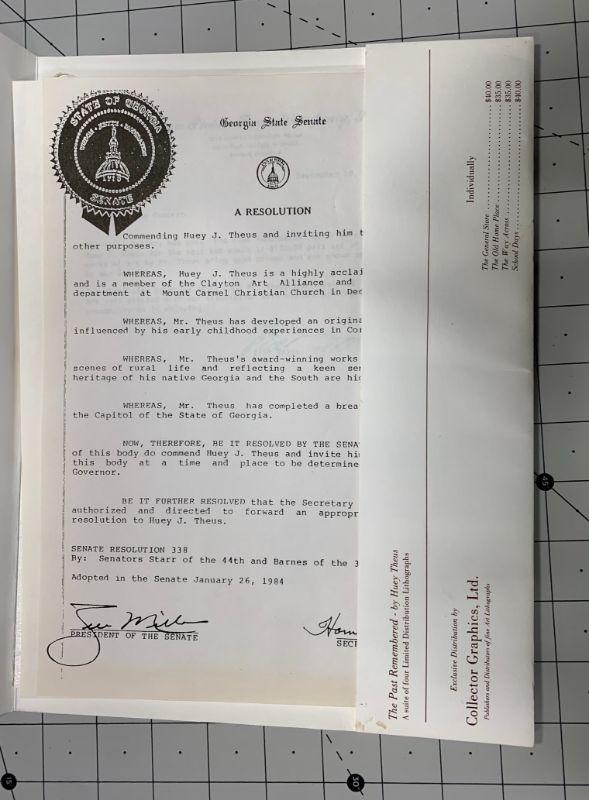 STATE OF GEORGIA
WISDOM JUSTICE MODERATION
SENATE
Georgia State Senate
A RESOLUTION
Commending Huey J. Theus and inviting him t
other purposes.
WHEREAS, Huey J. Theus is a highly acclai
and is a member of the Clayton Art Alliance and
department at Mount Carmel Christian Church in Dec
WHEREAS, Mr. Theus has developed an origina
influenced by his early childhood experiences in Cor
WHEREAS, Mr. Theus's award-winning works
scenes of rural life and reflecting a keen sen
heritage of his native Georgia and the South are hig
WHEREAS, Mr. Theus has completed a brea
the Capitol of the State of Georgia.
NOW, THEREFORE, BE IT RESOLVED BY THE SENA
of this body do commend Huey J. Theus and invite hi
this body at a time and place to be determine
Governor.
BE IT FURTHER RESOLVED that the Secretary
authorized and directed to forward an appropr
resolution to Huey J. Theus.
SENATE RESOLUTION 338
By: Senators Starr of the 44th and Barnes of the 3
Adopted in the Senate January 26, 1984
PRESIDENT OF THE SENATE
SECR
The Past Remembered - by Huey Theus
A suite of four Limited Distribution Lithographs
Exclusive Distribution by
Collector Graphics, Ltd.
Publishers and Distributors of fine Art Lithographs
Individually
The General Store ........ $40.00
The Old Home Place ........ $35.00
The Way Across ........ $35.00
School Days ........ $40.00
45
15
30